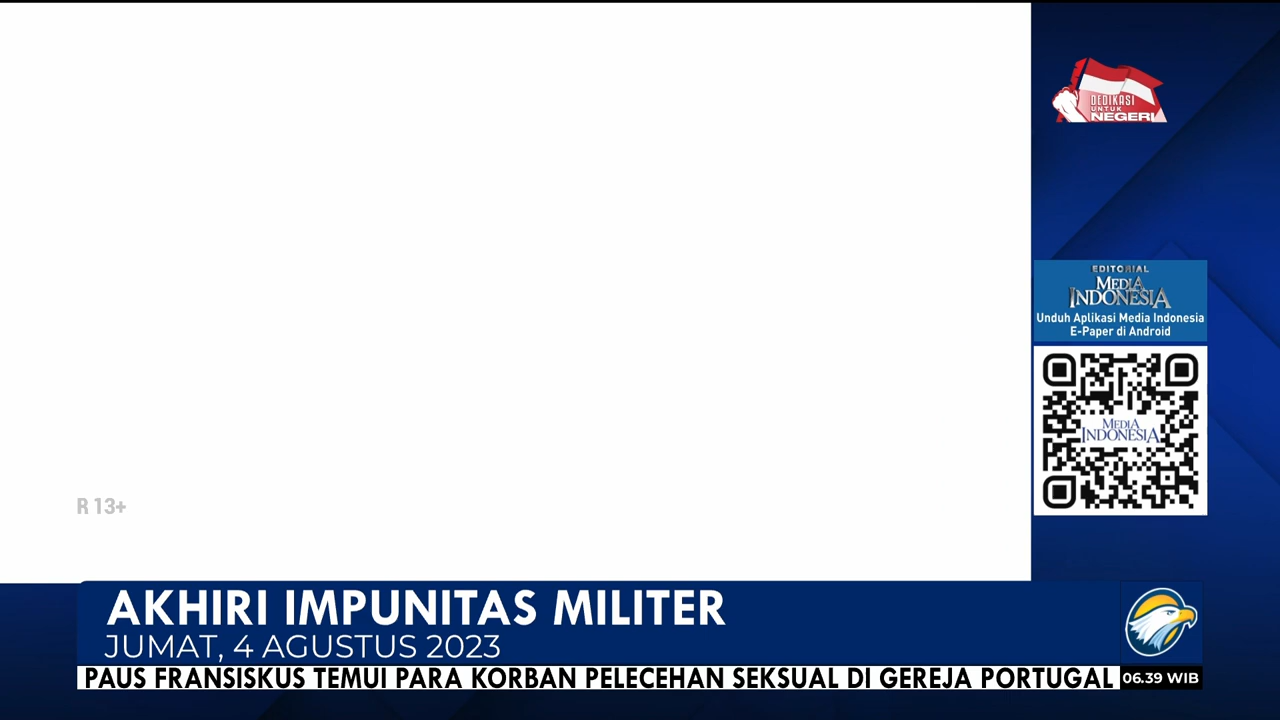 DEDIKASI
UNTUK
NEGERI
EDITORIAL
MEDIA
INDONESIA
Unduh Aplikasi Media Indonesia
E-Paper di Android
MEDIA
INDONESIA
R 13+
AKHIRI IMPUNITAS MILITER
JUMAT, 4 AGUSTUS 2023
PAUS FRANSISKUS TEMUI PARA KORBAN PELECEHAN SEKSUAL DI GEREJA PORTUGAL
06.39 WIB